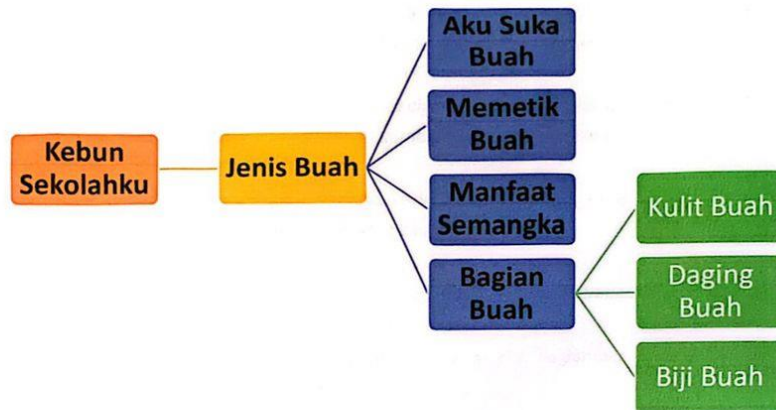 Kebun
Sekolahku
Jenis Buah
Aku Suka
Buah
Memetik
Buah
Manfaat
Semangka
Bagian
Buah
Kulit Buah
Daging
Buah
Biji Buah